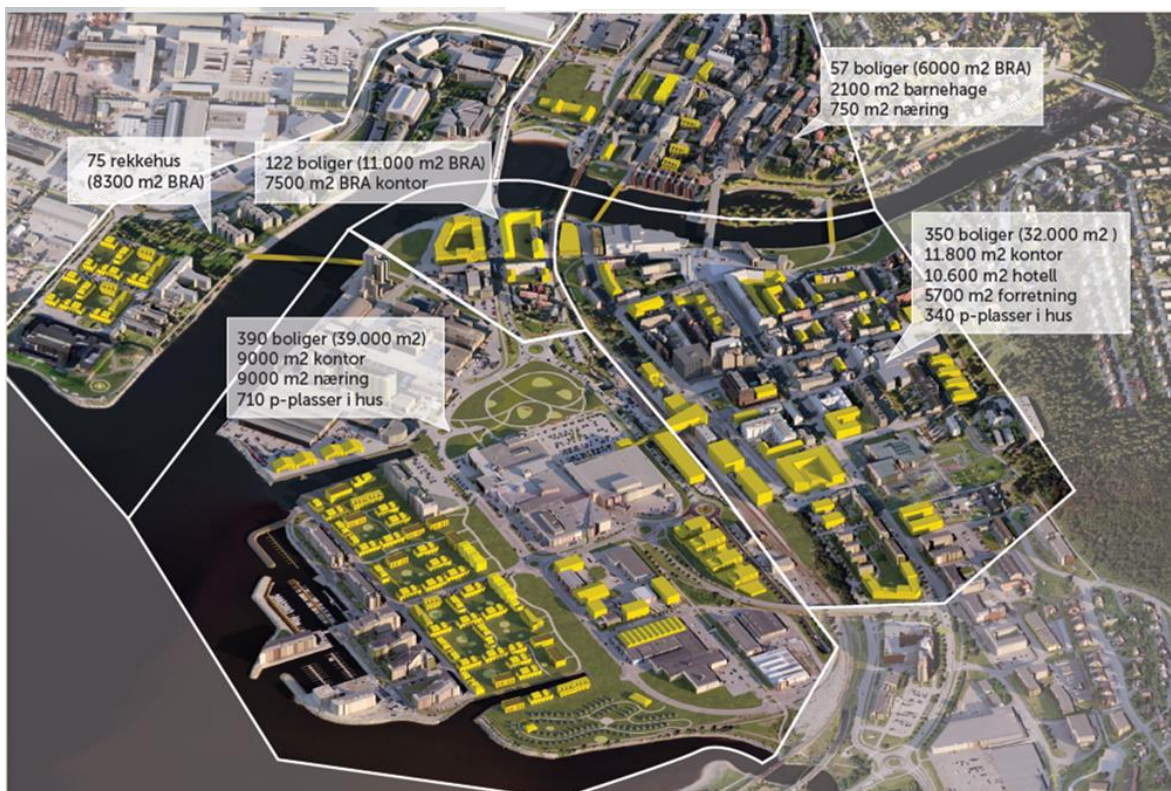 57 boliger (6000 m2 BRA)
2100 m2 barnehage
750 m2 næring
75 rekkehus
(8300 m2 BRA)
122 boliger (11.000 m2 BRA)
7500 m2 BRA kontor
350 boliger (32.000 m2 )
11.800 m2 kontor
10.600 m2 hotell
5700 m2 forretning
340 p-plasser i hus
390 boliger (39.000 m2)
9000 m2 kontor
9000 m2 næring
710 p-plasser i hus